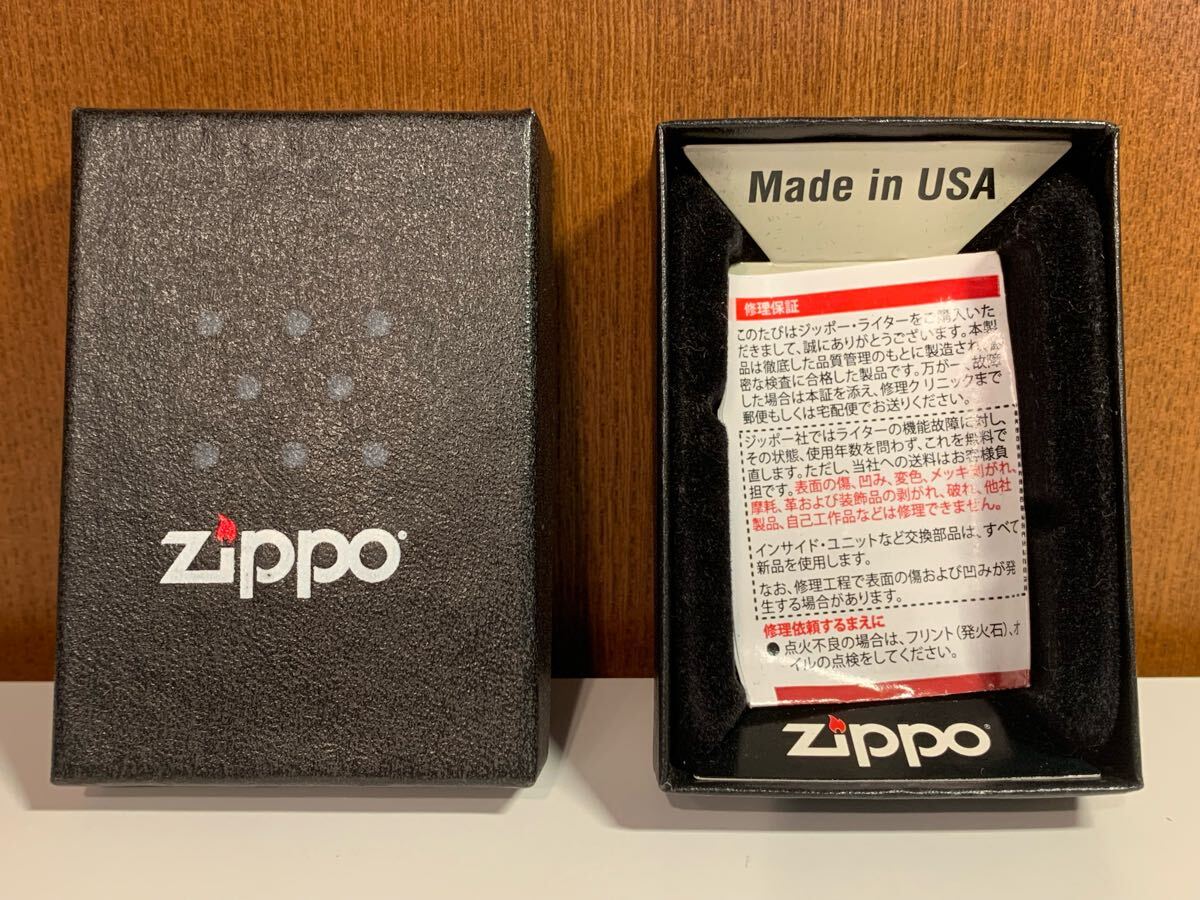 zippo
Made in USA
修理保証
このたびはジッポー・ライターをご購入いた
だきまして、誠にありがとうございます。本製
品は徹底した品質管理のもとに製造され、厳
密な検査に合格した製品です。万が一、故障
した場合は本証を添え、修理クリニックまで
郵便もしくは宅配便でお送りください。
ジッポー社ではライターの機能故障に対し、
その状態、使用年数を問わず、これを無料で
直します。ただし、当社への送料はお客様負
担です。表面の傷、凹み、変色、メッキ剥がれ、
摩耗、革および装飾品の剥がれ、破れ、他社
製品、自己工作品などは修理できません。
インサイド・ユニットなど交換部品は、すべて
新品を使用します。
なお、修理工程で表面の傷および凹みが発
生する場合があります。
修理依頼するまえに
● 点火不良の場合は、フリント(発火石)、オ
イルの点検をしてください。
zippo